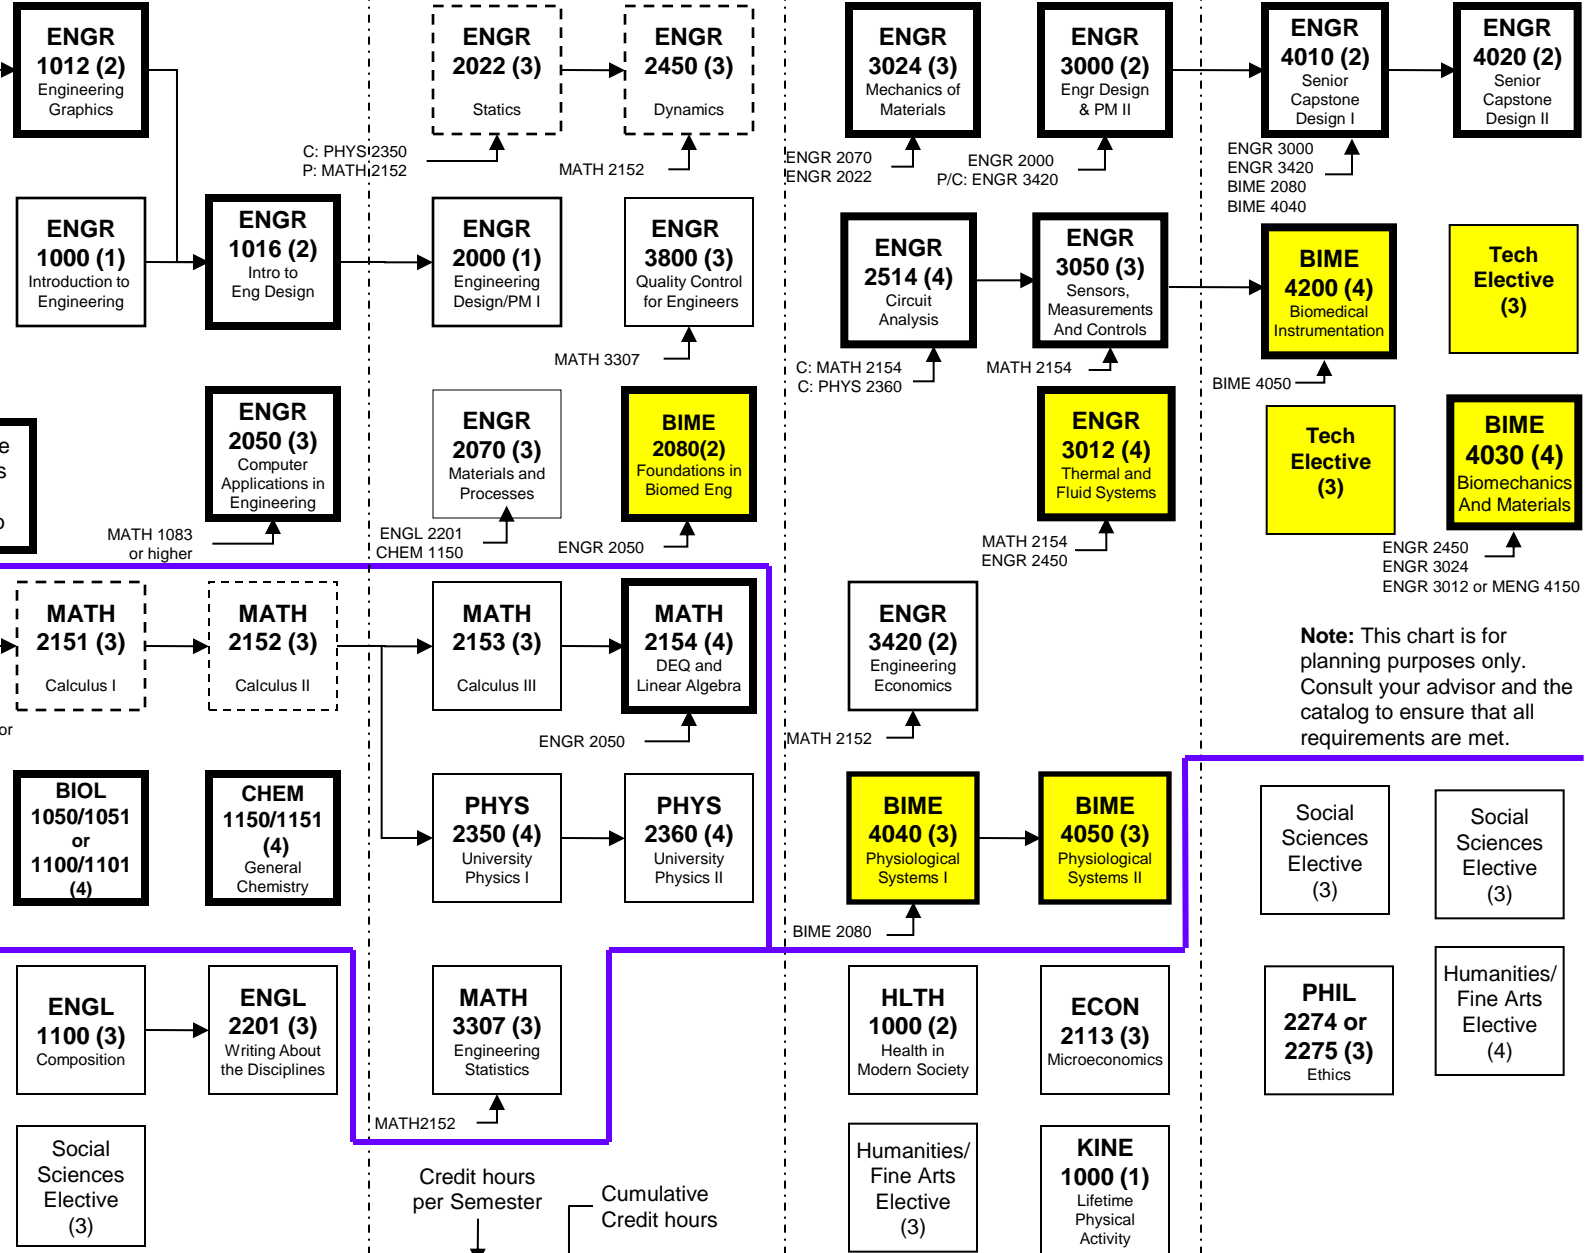 ENGR
1012 (2)
Engineering
Graphics
ENGR
2022 (3)
Statics
ENGR
2450 (3)
Dynamics
ENGR
3024 (3)
Mechanics of
Materials
ENGR
3000 (2)
Engr Design
& PM II
ENGR
4010 (2)
Senior
Capstone
Design I
ENGR
4020 (2)
Senior
Capstone
Design II
C: PHYS 2350
P: MATH 2152
MATH 2152
ENGR 2070
ENGR 2022
ENGR 2000
P/C: ENGR 3420
ENGR 3000
ENGR 3420
BIME 2080
BIME 4040
ENGR
1000 (1)
Introduction to
Engineering
ENGR
1016 (2)
Intro to
Eng Design
ENGR
2000 (1)
Engineering
Design/PM I
ENGR
3800 (3)
Quality Control
for Engineers
ENGR
2514 (4)
Circuit
Analysis
ENGR
3050 (3)
Sensors,
Measurements
And Controls
BIME
4200 (4)
Biomedical
Instrumentation
Tech
Elective
(3)
MATH 3307
C: MATH 2154
C: PHYS 2360
MATH 2154
BIME 4050
e
s
o
ENGR
2050 (3)
Computer
Applications in
Engineering
ENGR
2070 (3)
Materials and
Processes
BIME
2080(2)
Foundations in
Biomed Eng
ENGR
3012 (4)
Thermal and
Fluid Systems
Tech
Elective
(3)
BIME
4030 (4)
Biomechanics
And Materials
MATH 1083
or higher
ENGL 2201
CHEM 1150
ENGR 2050
MATH 2154
ENGR 2450
ENGR 2450
ENGR 3024
ENGR 3012 or MENG 4150
MATH
2151 (3)
Calculus I
MATH
2152 (3)
Calculus II
MATH
2153 (3)
Calculus III
MATH
2154 (4)
DEQ and
Linear Algebra
ENGR
3420 (2)
Engineering
Economics
Note: This chart is for
planning purposes only.
Consult your advisor and the
catalog to ensure that all
requirements are met.
or
ENGR 2050
MATH 2152
BIOL
1050/1051
or
1100/1101
(4)
CHEM
1150/1151
(4)
General
Chemistry
PHYS
2350 (4)
University
Physics I
PHYS
2360 (4)
University
Physics II
BIME
4040 (3)
Physiological
Systems I
BIME
4050 (3)
Physiological
Systems II
Social
Sciences
Elective
(3)
Social
Sciences
Elective
(3)
BIME 2080
ENGL
1100 (3)
Composition
ENGL
2201 (3)
Writing About
the Disciplines
MATH
3307 (3)
Engineering
Statistics
HLTH
1000 (2)
Health in
Modern Society
ECON
2113 (3)
Microeconomics
PHIL
2274 or
2275 (3)
Ethics
Humanities/
Fine Arts
Elective
(4)
MATH2152
Social
Sciences
Elective
(3)
Credit hours
per Semester
Cumulative
Credit hours
Humanities/
Fine Arts
Elective
(3)
KINE
1000 (1)
Lifetime
Physical
Activity